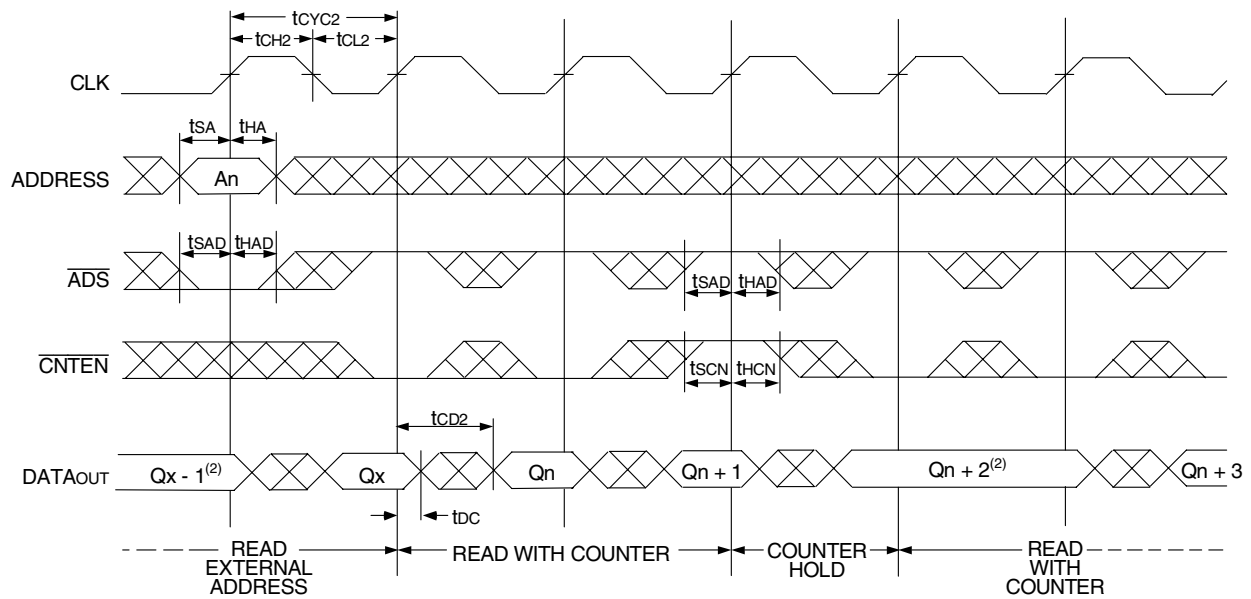 tCYC2
tCH2 tCL2
CLK
tSA tHA
ADDRESS An
tSAD tHAD
ADS
tSAD tHAD
CNTEN
tSCN tHCN
tCD2
DATAOUT Qx - 1(2) Qx Qn Qn + 1 Qn + 2(2) Qn + 3
tDC
READ EXTERNAL ADDRESS
READ WITH COUNTER
COUNTER HOLD
READ WITH COUNTER